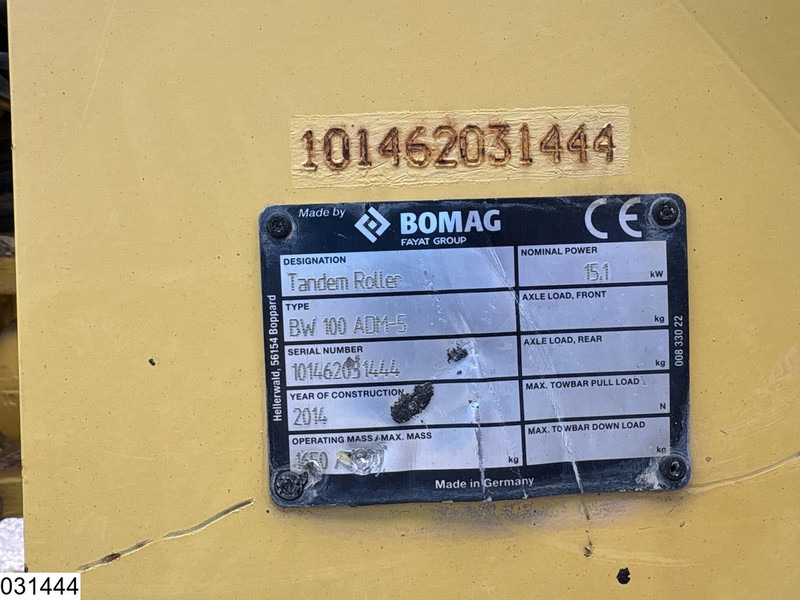 101462031444
Made by BOMAG
FAYAT GROUP
CE
DESIGNATION
Tandem Roller
NOMINAL POWER
15.1 kW
TYPE
BW 100 ADM-5
AXLE LOAD, FRONT
kg
SERIAL NUMBER
101462031444
AXLE LOAD, REAR
kg
YEAR OF CONSTRUCTION
2014
MAX. TOWBAR PULL LOAD
N
OPERATING MASS / MAX. MASS
1650 / kg
MAX. TOWBAR DOWN LOAD
kg
Made in Germany
Hellerwald, 56154 Boppard
008 330 22
031444